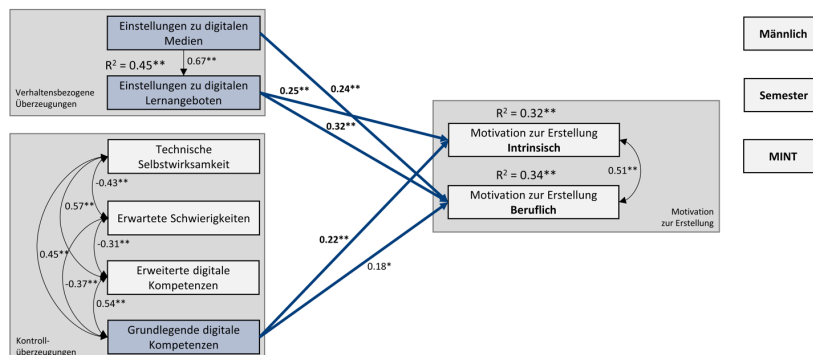 Einstellungen zu digitalen
Medien
R² = 0.45**
0.67**
Einstellungen zu digitalen
Lernangeboten
Verhaltensbezogene
Überzeugungen
0.25**
0.24**
0.32**
Technische
Selbstwirksamkeit
-0.43**
0.57**
Erwartete Schwierigkeiten
-0.31**
0.45**
Erweiterte digitale
Kompetenzen
-0.37**
0.54**
Grundlegende digitale
Kompetenzen
Kontroll-
überzeugungen
0.22**
0.18*
R² = 0.32**
Motivation zur Erstellung
Intrinsisch
0.51**
R² = 0.34**
Motivation zur Erstellung
Beruflich
Motivation
zur Erstellung
Männlich
Semester
MINT